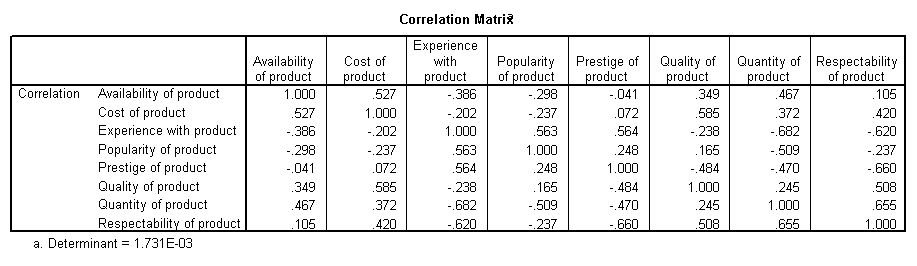 Correlation Matrix a
Availability of product Cost of product Experience with product Popularity of product Prestige of product Quality of product Quantity of product Respectability of product
Correlation Availability of product 1.000 .527 -.386 -.298 -.041 .349 .467 .105
Cost of product .527 1.000 -.202 -.237 .072 .585 .372 .420
Experience with product -.386 -.202 1.000 .563 .564 -.238 -.682 -.620
Popularity of product -.298 -.237 .563 1.000 .248 .165 -.509 -.237
Prestige of product -.041 .072 .564 .248 1.000 -.484 -.470 -.660
Quality of product .349 .585 -.238 .165 -.484 1.000 .245 .508
Quantity of product .467 .372 -.682 -.509 -.470 .245 1.000 .655
Respectability of product .105 .420 -.620 -.237 -.660 .508 .655 1.000
a. Determinant = 1.731E-03